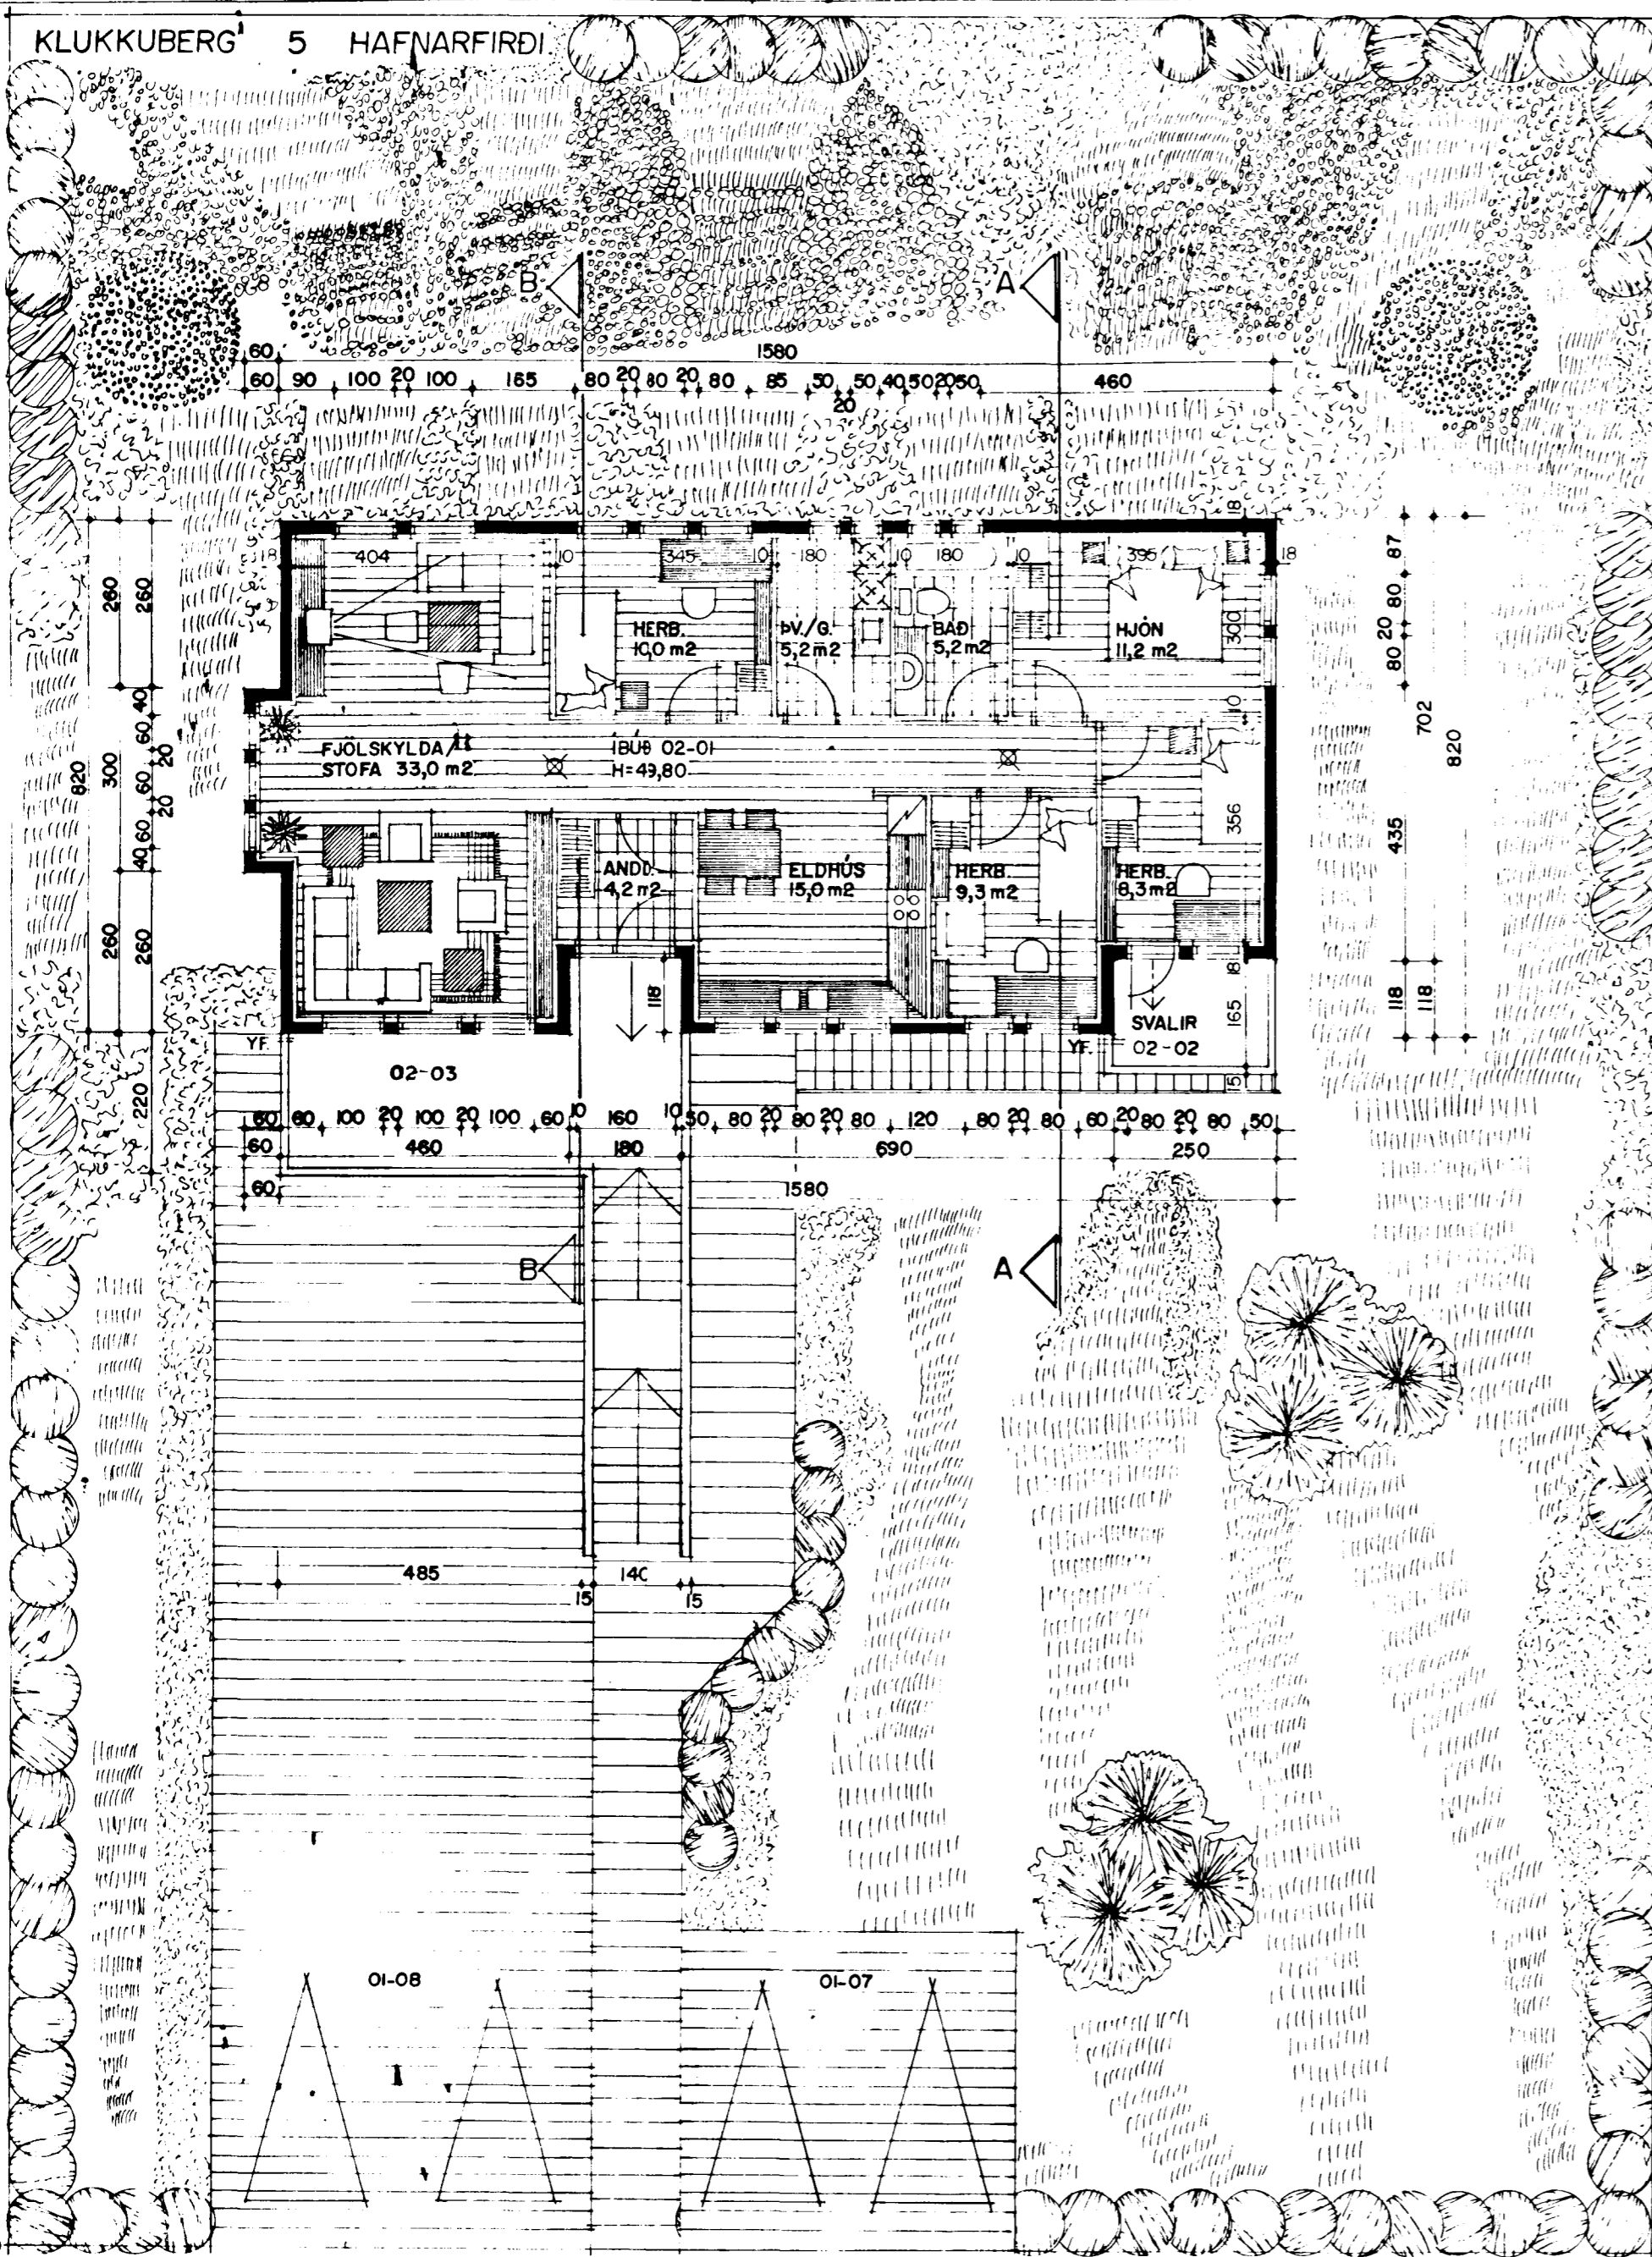 KLUKKUBERG 5 HAFNARFIRÐI
B A
60 1580
60 90 100 20 100 165 80 20 80 20 80 85 50 50 40 50 20 50 460
20
18
18 404 10 345 10 180 10 180 10 395 18
87
260 260
80
20
80
HERB.
10,0 m2
ÞV./G.
5,2 m2
BAÐ
5,2 m2
HJÓN
11,2 m2
300
10
40
60
20
60
20
60
40
300
820
702
820
FJÖLSKYLDA/
STOFA 33,0 m2
ÍBÚÐ 02-01
H=49,80
356
435
ANDD.
4,2 m2
ELDHÚS
15,0 m2
HERB.
9,3 m2
HERB.
8,3 m2
260 260
118
18
165
118 118
SVALIR
02-02
YF. YF.
02-03
15
220
60 60 100 20 100 20 100 60 10 160 10 50 80 20 80 20 80 120 80 20 80 60 20 80 20 80 50
60 460 180 690 250
60 1580
B A
485 140
15 15
01-08 01-07